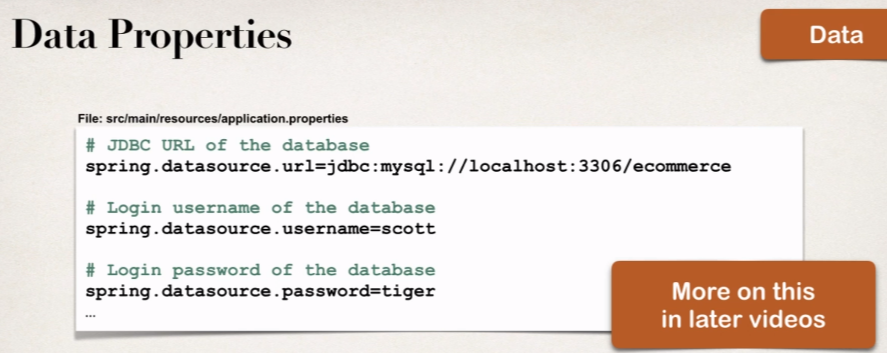 Data Properties
Data
File: src/main/resources/application.properties
# JDBC URL of the database
spring.datasource.url=jdbc:mysql://localhost:3306/ecommerce
# Login username of the database
spring.datasource.username=scott
# Login password of the database
spring.datasource.password=tiger
…
More on this
in later videos